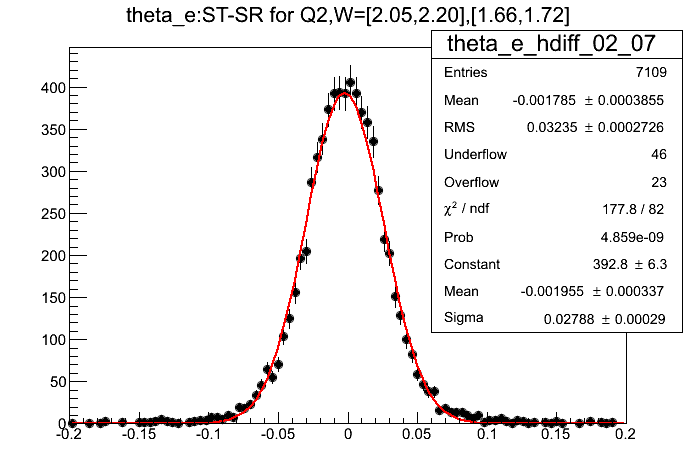 theta_e:ST-SR for Q2,W=[2.05,2.20],[1.66,1.72]
theta_e_hdiff_02_07
Entries 7109
Mean -0.001785 ± 0.0003855
RMS 0.03235 ± 0.0002726
Underflow 46
Overflow 23
χ² / ndf 177.8 / 82
Prob 4.859e-09
Constant 392.8 ± 6.3
Mean -0.001955 ± 0.000337
Sigma 0.02788 ± 0.00029
400
350
300
250
200
150
100
50
0
-0.2 -0.15 -0.1 -0.05 0 0.05 0.1 0.15 0.2